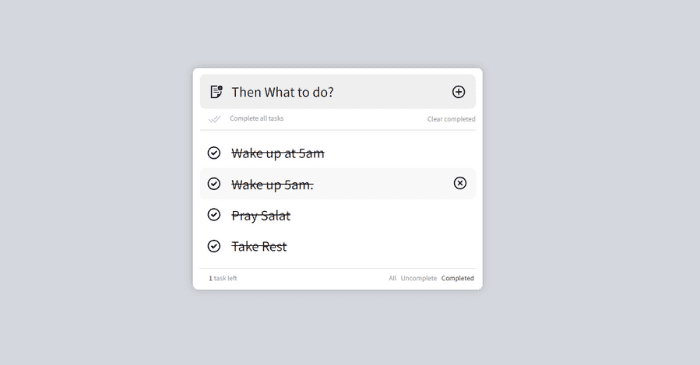 Then What to do?
Complete all tasks Clear completed
Wake up at 5am
Wake up 5am.
Pray Salat
Take Rest
1 task left All Uncomplete Completed